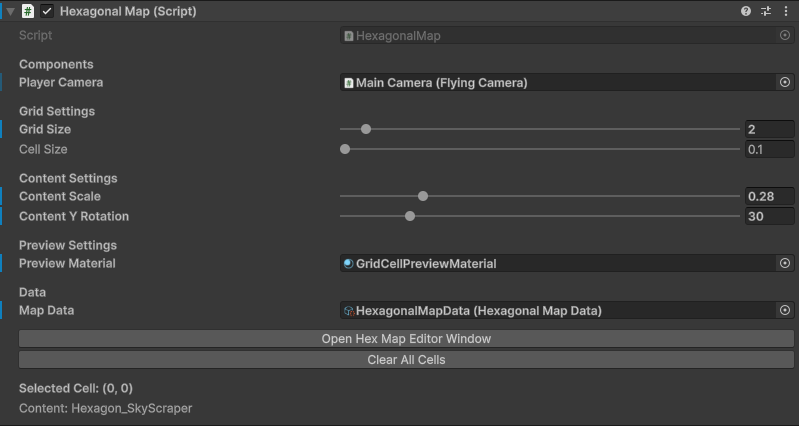 Hexagonal Map (Script)
Script HexagonalMap
Components
Player Camera Main Camera (Flying Camera)
Grid Settings
Grid Size 2
Cell Size 0.1
Content Settings
Content Scale 0.28
Content Y Rotation 30
Preview Settings
Preview Material GridCellPreviewMaterial
Data
Map Data HexagonalMapData (Hexagonal Map Data)
Open Hex Map Editor Window
Clear All Cells
Selected Cell: (0, 0)
Content: Hexagon_SkyScraper